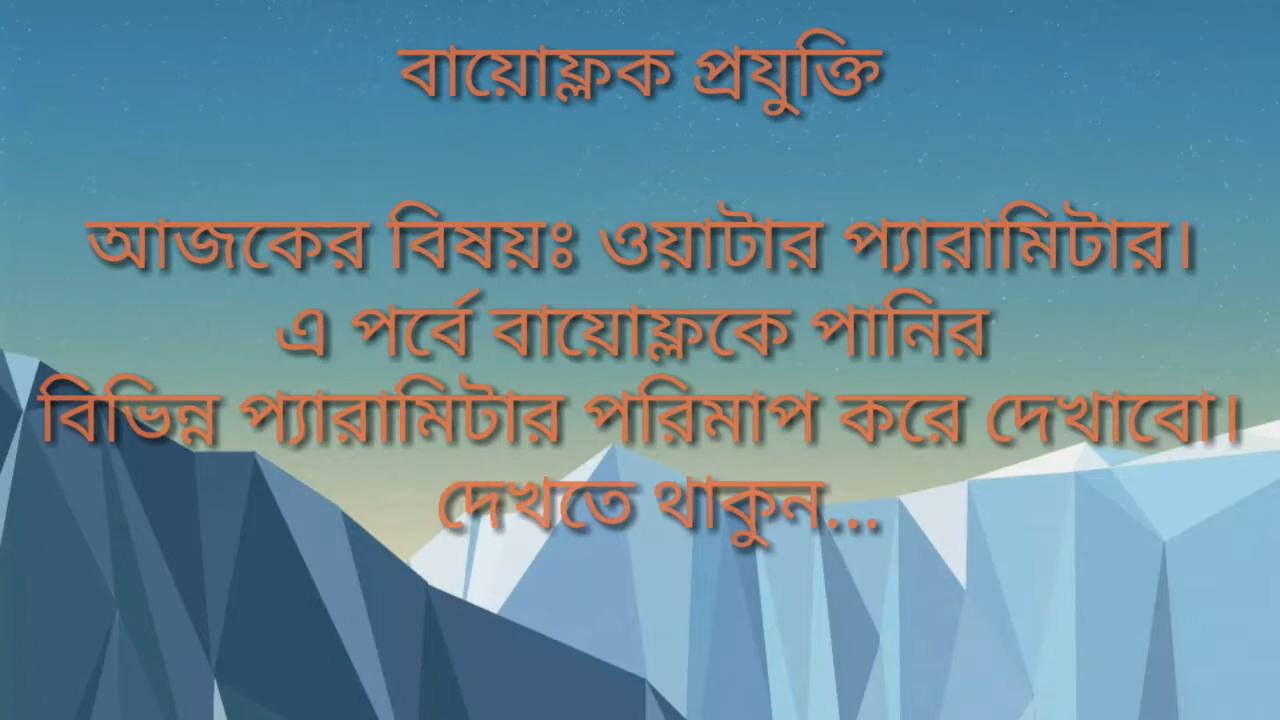 বায়োফ্লক প্রযুক্তি
আজকের বিষয়ঃ ওয়াটার প্যারামিটার।
এ পর্বে বায়োফ্লকে পানির
বিভিন্ন প্যারামিটার পরিমাপ করে দেখাবো।
দেখতে থাকুন...